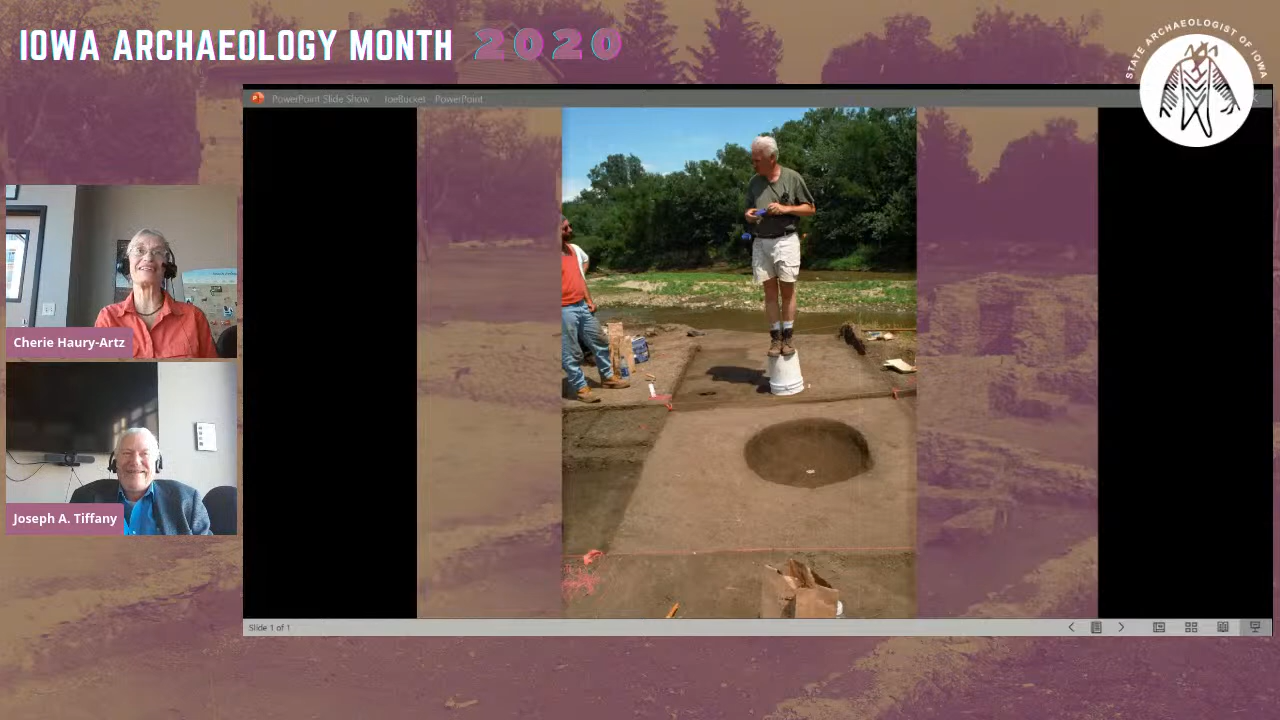 IOWA ARCHAEOLOGY MONTH 2020
STATE ARCHAEOLOGIST OF IOWA
PowerPoint Slide Show - JoeBucket - PowerPoint
Cherie Haury-Artz
Joseph A. Tiffany
Slide 1 of 1